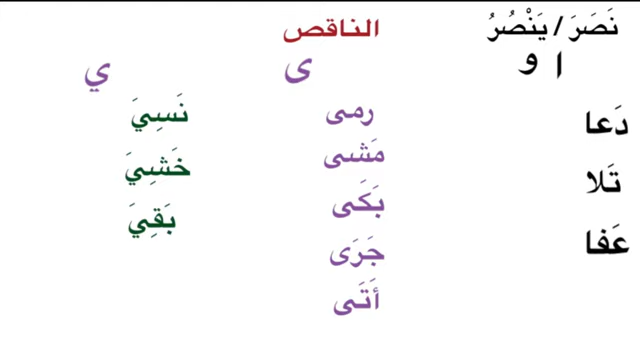 نَصَرَ / يَنْصُرُ
ا و
دَعا
تَلا
عَفا
الناقص
ى
رمى
مَشى
بَكَى
جَرَى
أَتَى
ي
نَسِيَ
خَشِيَ
بَقِيَ